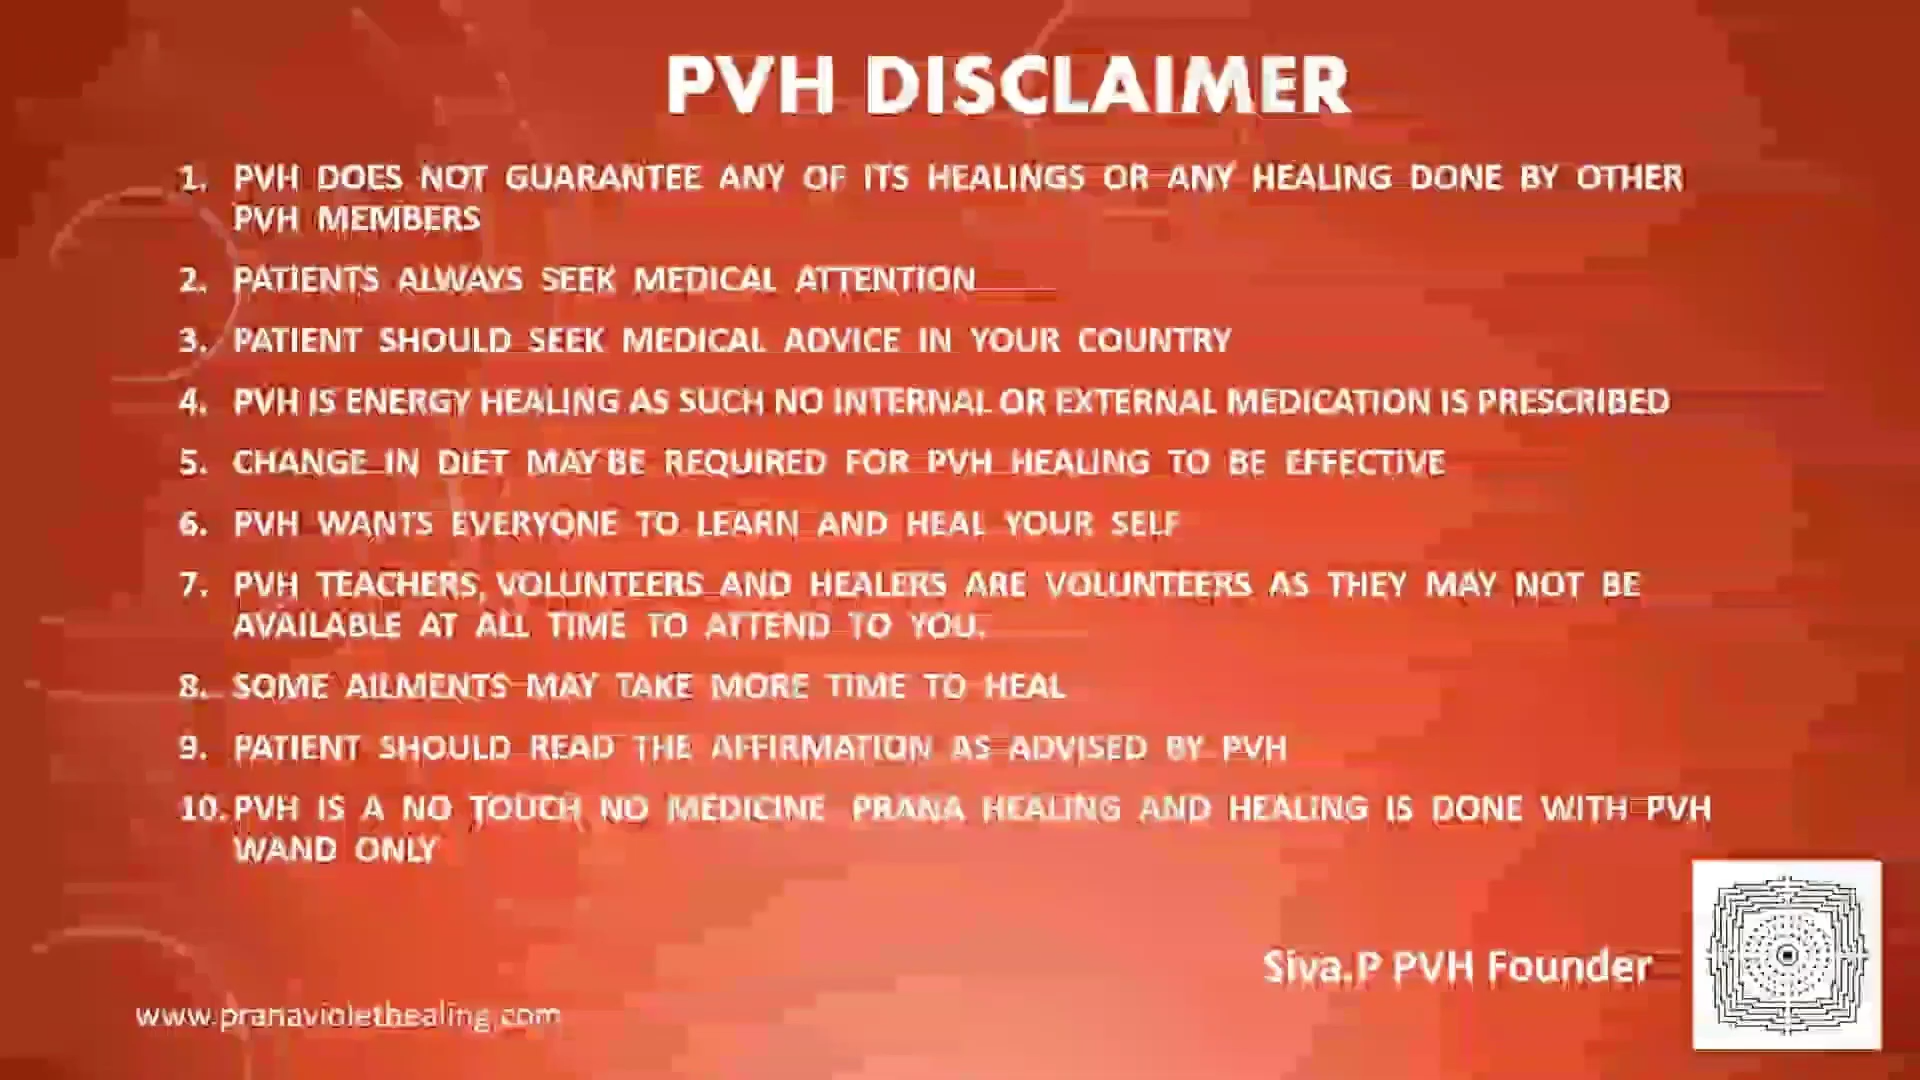 PVH DISCLAIMER
1. PVH DOES NOT GUARANTEE ANY OF ITS HEALINGS OR ANY HEALING DONE BY OTHER
PVH MEMBERS
2. PATIENTS ALWAYS SEEK MEDICAL ATTENTION
3. PATIENT SHOULD SEEK MEDICAL ADVICE IN YOUR COUNTRY
4. PVH IS ENERGY HEALING AS SUCH NO INTERNAL OR EXTERNAL MEDICATION IS PRESCRIBED
5. CHANGE IN DIET MAY BE REQUIRED FOR PVH HEALING TO BE EFFECTIVE
6. PVH WANTS EVERYONE TO LEARN AND HEAL YOUR SELF
7. PVH TEACHERS, VOLUNTEERS AND HEALERS ARE VOLUNTEERS AS THEY MAY NOT BE
AVAILABLE AT ALL TIME TO ATTEND TO YOU.
8. SOME AILMENTS MAY TAKE MORE TIME TO HEAL
9. PATIENT SHOULD READ THE AFFIRMATION AS ADVISED BY PVH
10. PVH IS A NO TOUCH NO MEDICINE PRANA HEALING AND HEALING IS DONE WITH PVH
WAND ONLY
Siva.P PVH Founder
www.pranaviolethealing.com